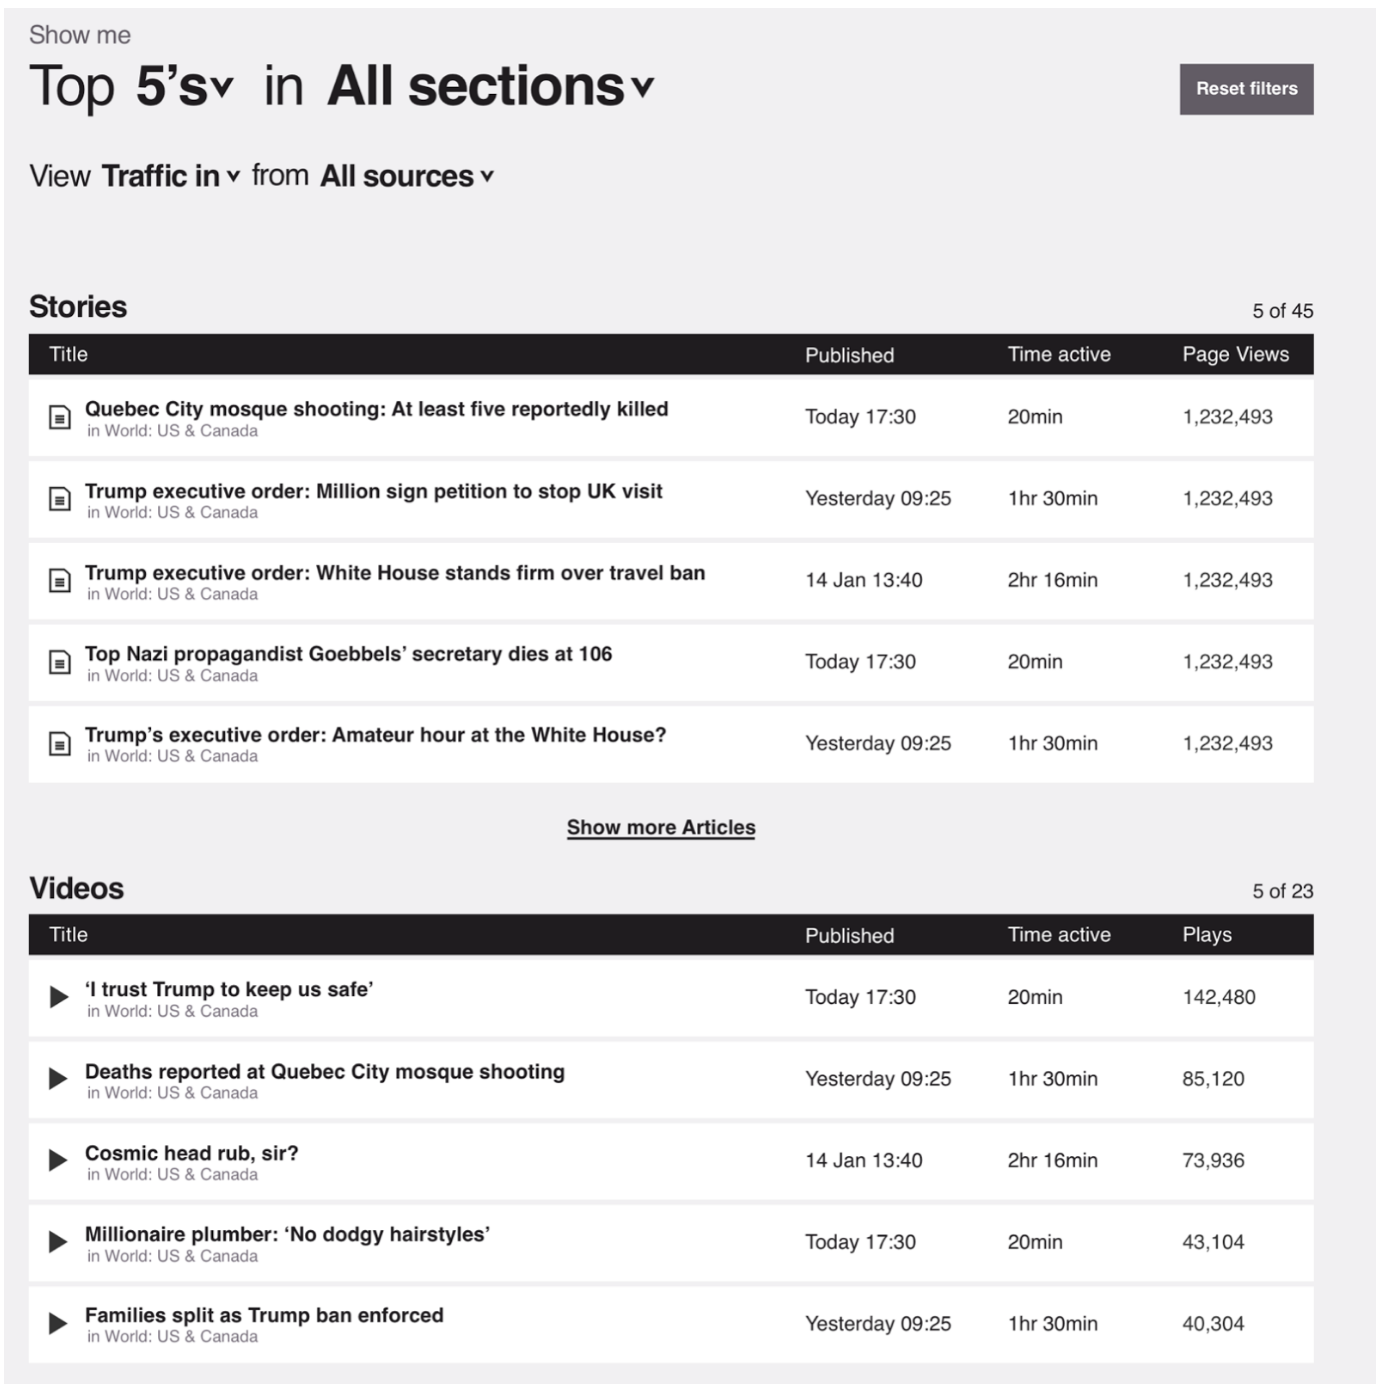 Show me
Top 5’s in All sections
Reset filters
View Traffic in from All sources
Stories 5 of 45
Title Published Time active Page Views
Quebec City mosque shooting: At least five reportedly killed
in World: US & Canada
Today 17:30 20min 1,232,493
Trump executive order: Million sign petition to stop UK visit
in World: US & Canada
Yesterday 09:25 1hr 30min 1,232,493
Trump executive order: White House stands firm over travel ban
in World: US & Canada
14 Jan 13:40 2hr 16min 1,232,493
Top Nazi propagandist Goebbels’ secretary dies at 106
in World: US & Canada
Today 17:30 20min 1,232,493
Trump’s executive order: Amateur hour at the White House?
in World: US & Canada
Yesterday 09:25 1hr 30min 1,232,493
Show more Articles
Videos 5 of 23
Title Published Time active Plays
‘I trust Trump to keep us safe’
in World: US & Canada
Today 17:30 20min 142,480
Deaths reported at Quebec City mosque shooting
in World: US & Canada
Yesterday 09:25 1hr 30min 85,120
Cosmic head rub, sir?
in World: US & Canada
14 Jan 13:40 2hr 16min 73,936
Millionaire plumber: ‘No dodgy hairstyles’
in World: US & Canada
Today 17:30 20min 43,104
Families split as Trump ban enforced
in World: US & Canada
Yesterday 09:25 1hr 30min 40,304